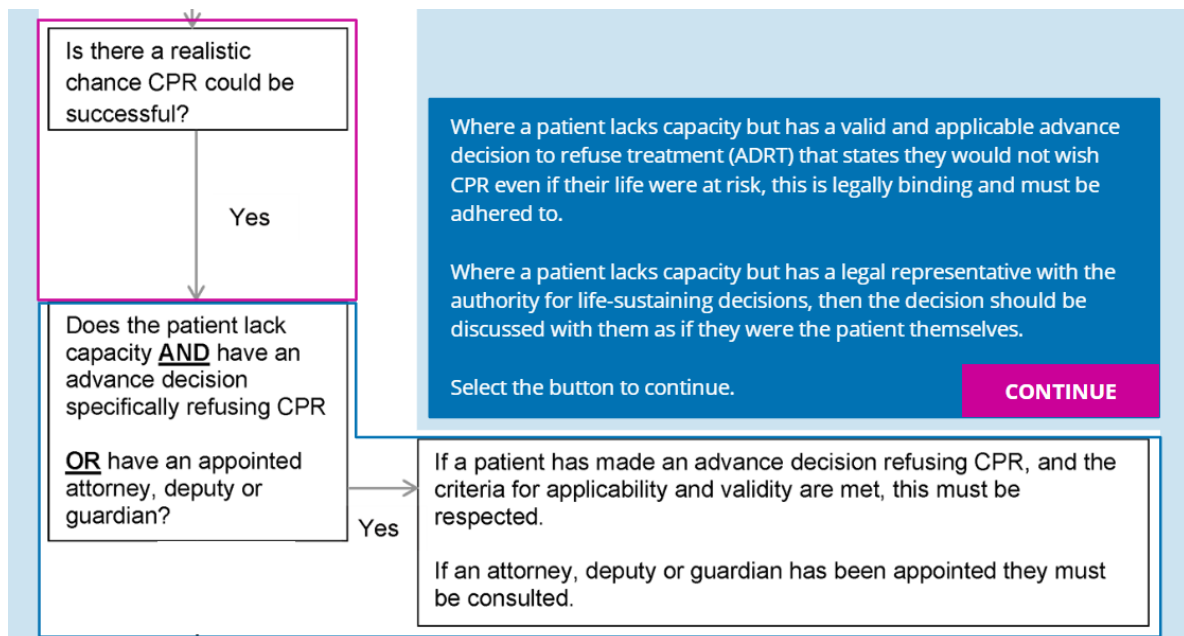 Is there a realistic
chance CPR could be
successful?
Yes
Where a patient lacks capacity but has a valid and applicable advance
decision to refuse treatment (ADRT) that states they would not wish
CPR even if their life were at risk, this is legally binding and must be
adhered to.
Where a patient lacks capacity but has a legal representative with the
authority for life-sustaining decisions, then the decision should be
discussed with them as if they were the patient themselves.
Select the button to continue.
CONTINUE
Does the patient lack
capacity AND have an
advance decision
specifically refusing CPR
OR have an appointed
attorney, deputy or
guardian?
Yes
If a patient has made an advance decision refusing CPR, and the
criteria for applicability and validity are met, this must be
respected.
If an attorney, deputy or guardian has been appointed they must
be consulted.